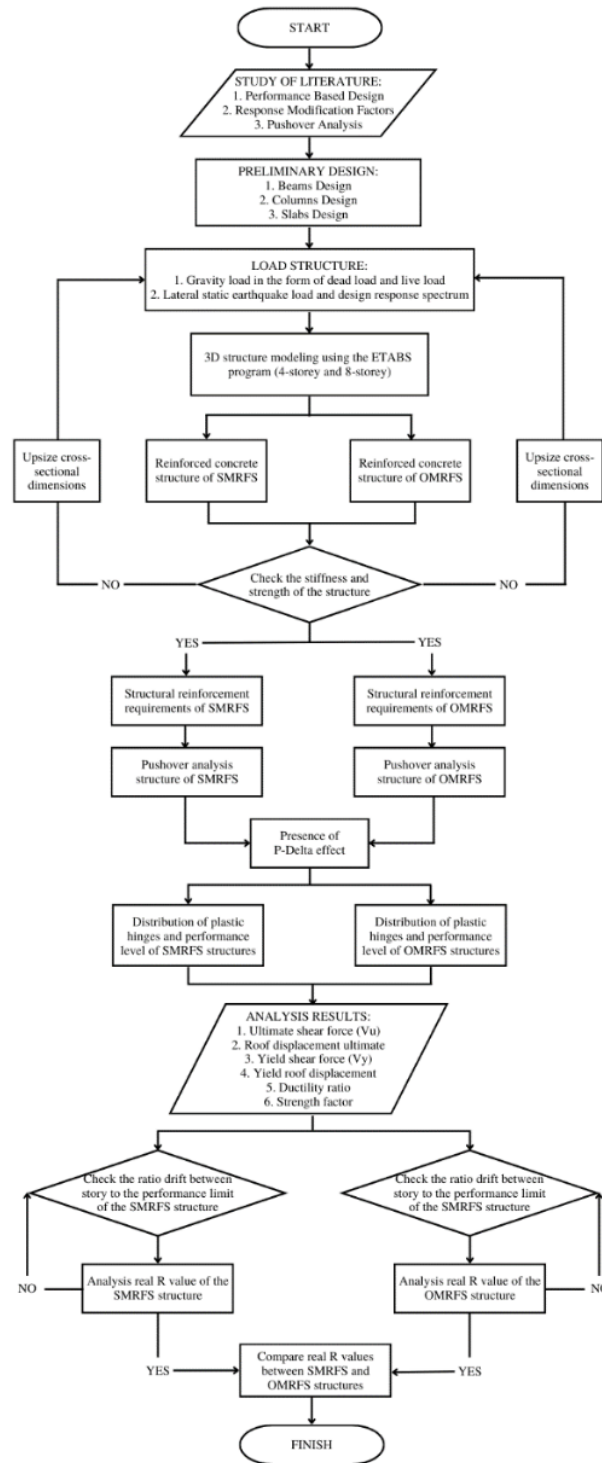 START
STUDY OF LITERATURE:
1. Performance Based Design
2. Response Modification Factors
3. Pushover Analysis
PRELIMINARY DESIGN:
1. Beams Design
2. Columns Design
3. Slabs Design
LOAD STRUCTURE:
1. Gravity load in the form of dead load and live load
2. Lateral static earthquake load and design response spectrum
3D structure modeling using the ETABS
program (4-storey and 8-storey)
Upsize cross-
sectional
dimensions
Reinforced concrete
structure of SMRFS
Reinforced concrete
structure of OMRFS
Upsize cross-
sectional
dimensions
NO
Check the stiffness and
strength of the structure
NO
YES
YES
Structural reinforcement
requirements of SMRFS
Structural reinforcement
requirements of OMRFS
Pushover analysis
structure of SMRFS
Pushover analysis
structure of OMRFS
Presence of
P-Delta effect
Distribution of plastic
hinges and performance
level of SMRFS structures
Distribution of plastic
hinges and performance
level of OMRFS structures
ANALYSIS RESULTS:
1. Ultimate shear force (Vu)
2. Roof displacement ultimate
3. Yield shear force (Vy)
4. Yield roof displacement
5. Ductility ratio
6. Strength factor
Check the ratio drift between
story to the performance limit
of the SMRFS structure
Check the ratio drift between
story to the performance limit
of the SMRFS structure
NO
Analysis real R value of the
SMRFS structure
Analysis real R value of the
OMRFS structure
NO
YES
Compare real R values
between SMRFS and
OMRFS structures
YES
FINISH